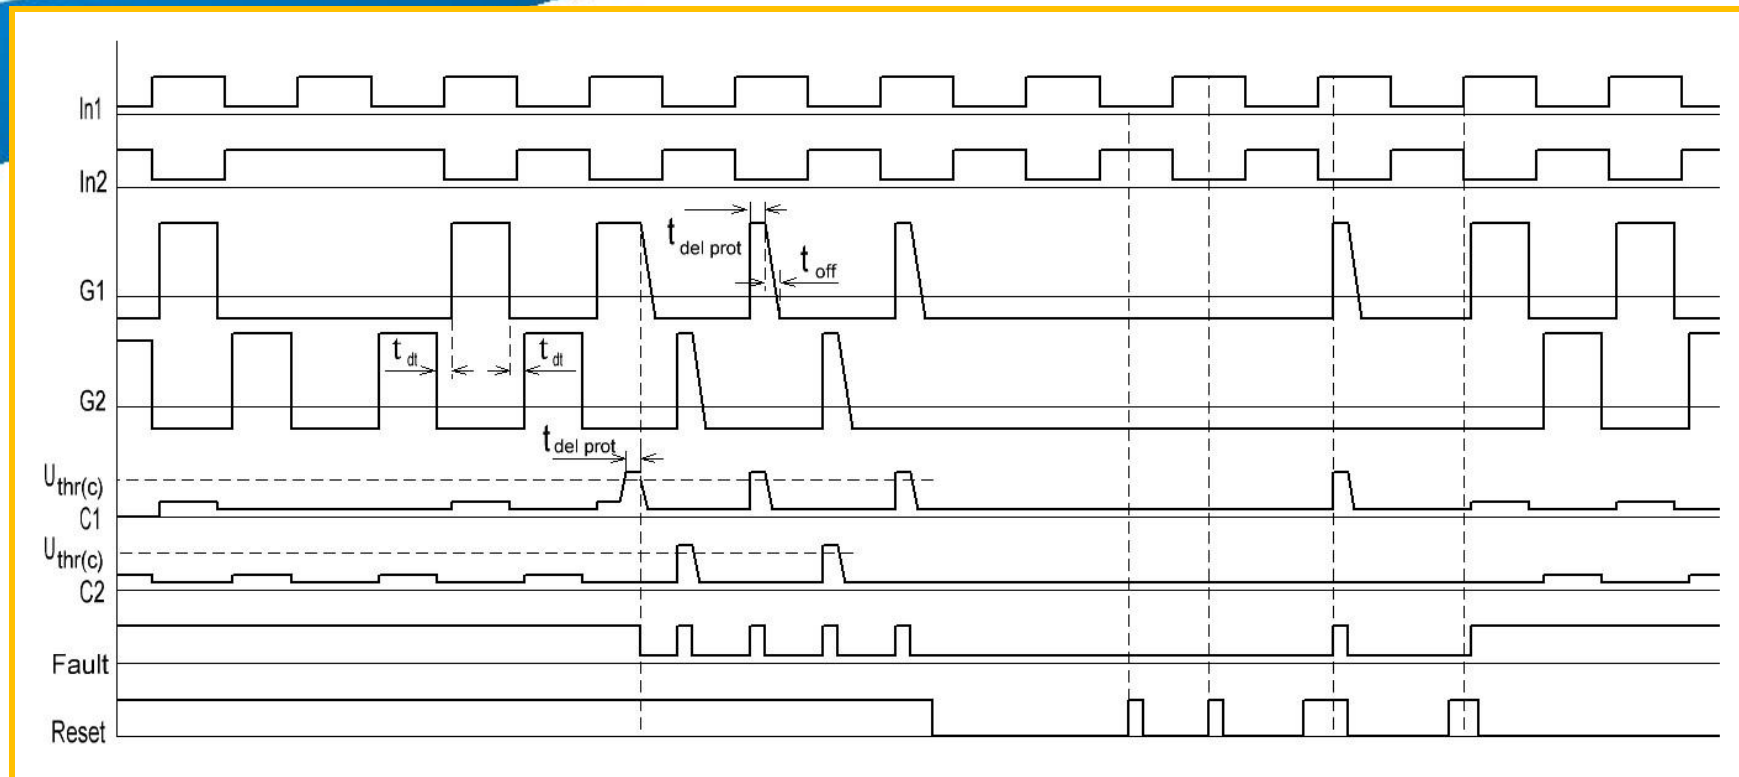 In1
In2
t del prot
t off
G1
t dt
t dt
G2
t del prot
U thr(c)
C1
U thr(c)
C2
Fault
Reset